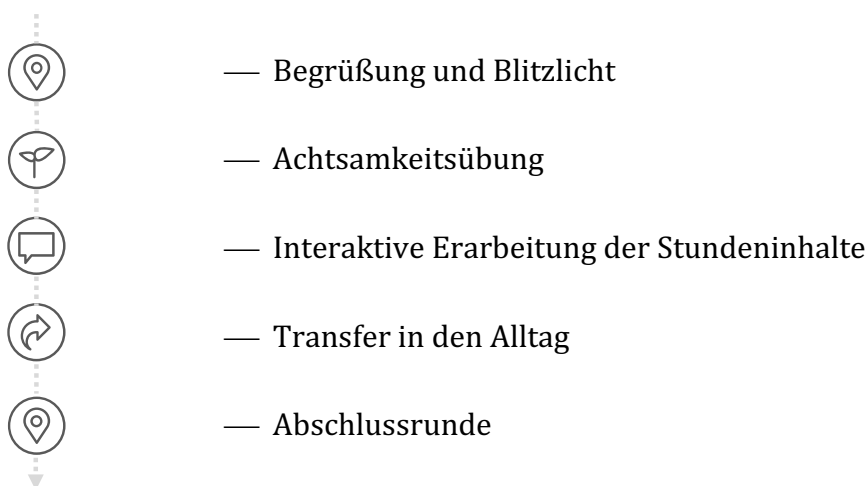 — Begrüßung und Blitzlicht
— Achtsamkeitsübung
— Interaktive Erarbeitung der Stundeninhalte
— Transfer in den Alltag
— Abschlussrunde